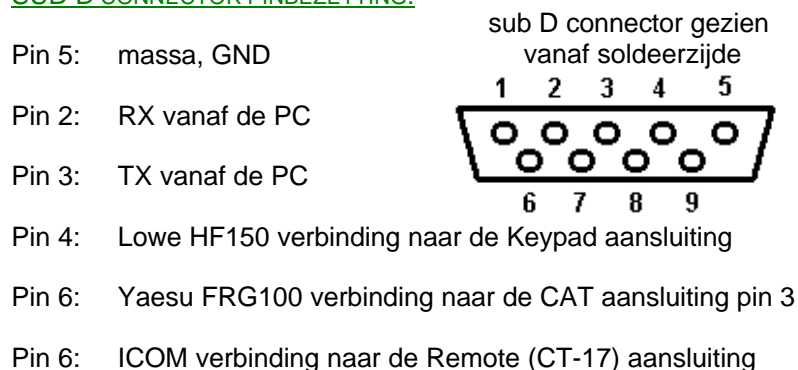 SUB-D CONNECTOR PINBEZETTING:
sub D connector gezien
vanaf soldeerzijde
Pin 5: massa, GND
Pin 2: RX vanaf de PC
Pin 3: TX vanaf de PC
1 2 3 4 5
6 7 8 9
Pin 4: Lowe HF150 verbinding naar de Keypad aansluiting
Pin 6: Yaesu FRG100 verbinding naar de CAT aansluiting pin 3
Pin 6: ICOM verbinding naar de Remote (CT-17) aansluiting